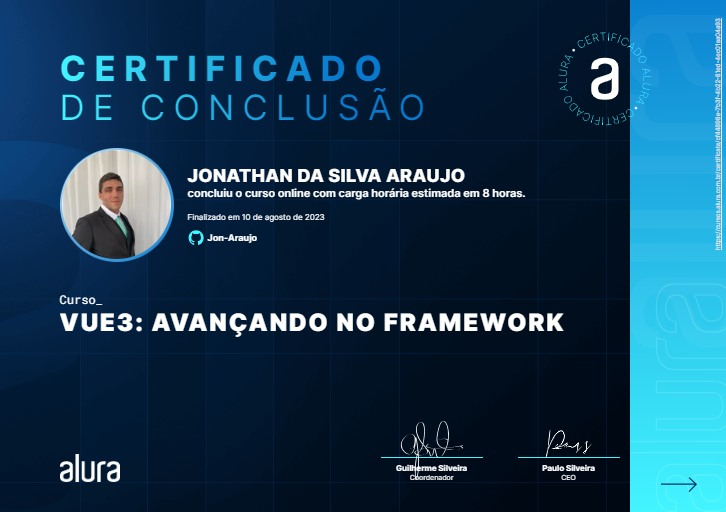 CERTIFICADO
DE CONCLUSÃO
CERTIFICADO ALURA • CERTIFICADO ALURA •
a
JONATHAN DA SILVA ARAUJO
concluiu o curso online com carga horária estimada em 8 horas.
Finalizado em 10 de agosto de 2023
Jon-Araujo
Curso_
VUE3: AVANÇANDO NO FRAMEWORK
alura
Guilherme Silveira
Coordenador
Paulo Silveira
CEO
alura